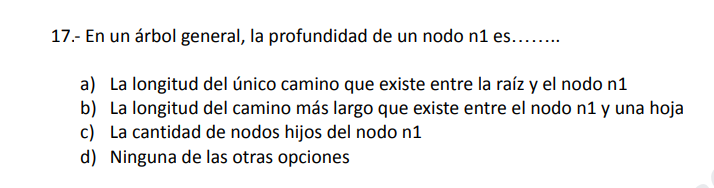 17.- En un árbol general, la profundidad de un nodo n1 es........
a) La longitud del único camino que existe entre la raíz y el nodo n1
b) La longitud del camino más largo que existe entre el nodo n1 y una hoja
c) La cantidad de nodos hijos del nodo n1
d) Ninguna de las otras opciones